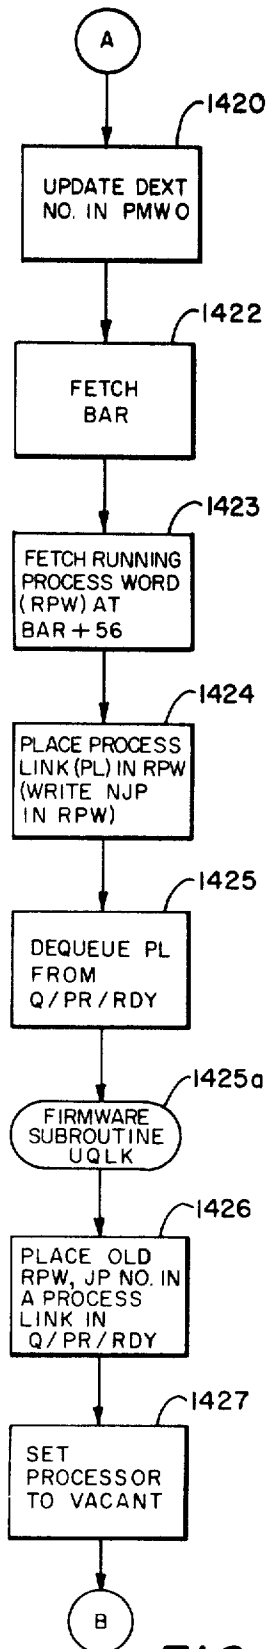 A
1420
UPDATE DEXT
NO. IN PMW O
1422
FETCH
BAR
1423
FETCH RUNNING
PROCESS WORD
(RPW) AT
BAR + 56
1424
PLACE PROCESS
LINK (PL) IN RPW
(WRITE NJP
IN RPW)
1425
DEQUEUE PL
FROM
Q/PR/RDY
1425a
FIRMWARE
SUBROUTINE
UQLK
1426
PLACE OLD
RPW, JP NO. IN
A PROCESS
LINK IN
Q/PR/RDY
1427
SET
PROCESSOR
TO VACANT
B